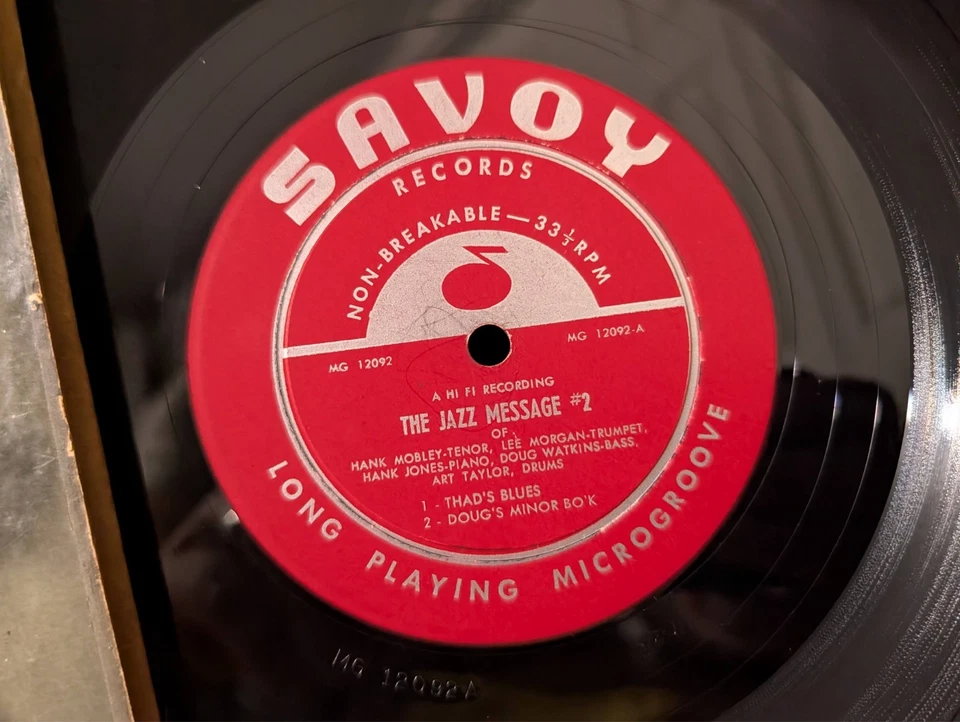 SAVOY
RECORDS
NON-BREAKABLE—33⅓RPM
MG 12092
MG 12092-A
A HI FI RECORDING
THE JAZZ MESSAGE #2
OF
HANK MOBLEY-TENOR, LEE MORGAN-TRUMPET,
HANK JONES-PIANO, DOUG WATKINS-BASS,
ART TAYLOR, DRUMS
1 - THAD'S BLUES
2 - DOUG'S MINOR BO'K
LONG PLAYING MICROGROOVE
MG 12092A